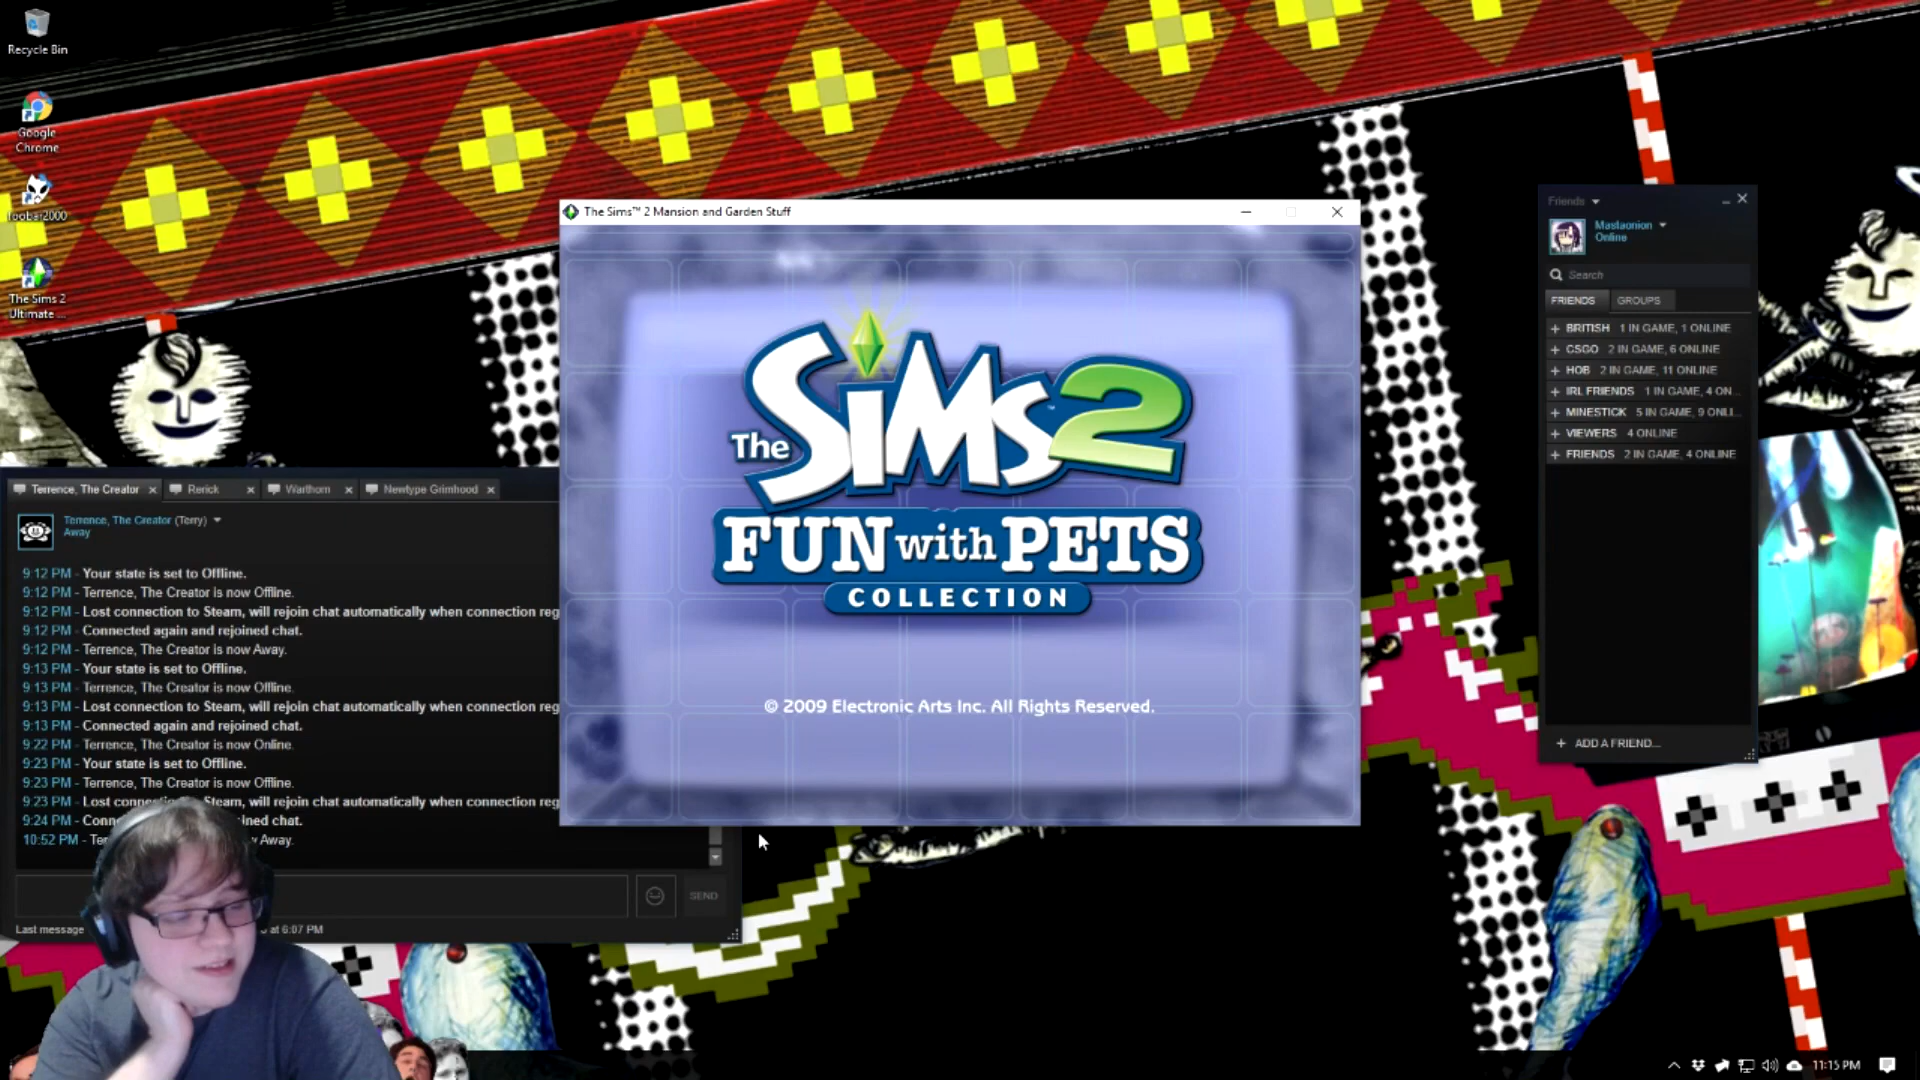 Recycle Bin
Google
Chrome
foobar2000
The Sims 2
Ultimate ...
The Sims™ 2 Mansion and Garden Stuff
The SiMS 2
FUN with PETS
COLLECTION
© 2009 Electronic Arts Inc. All Rights Reserved.
Terrence, The Creator
Rerick
Warthorn
Newtype Grimhood
Terrence, The Creator (Terry)
Away
9:12 PM - Your state is set to Offline.
9:12 PM - Terrence, The Creator is now Offline.
9:12 PM - Lost connection to Steam, will rejoin chat automatically when connection reg
9:12 PM - Connected again and rejoined chat.
9:12 PM - Terrence, The Creator is now Away.
9:13 PM - Your state is set to Offline.
9:13 PM - Terrence, The Creator is now Offline.
9:13 PM - Lost connection to Steam, will rejoin chat automatically when connection reg
9:13 PM - Connected again and rejoined chat.
9:22 PM - Terrence, The Creator is now Online.
9:23 PM - Your state is set to Offline.
9:23 PM - Terrence, The Creator is now Offline.
9:23 PM - Lost Steam, will rejoin chat automatically when connection reg
9:24 PM - ined chat.
10:52 PM - Away.
SEND
Last message at 6:07 PM
Friends
Mastaonion
Online
Search
FRIENDS GROUPS
+ BRITISH 1 IN GAME, 1 ONLINE
+ CSGO 2 IN GAME, 6 ONLINE
+ HOB 2 IN GAME, 11 ONLINE
+ IRL FRIENDS 1 IN GAME, 4 ON...
+ MINESTICK 5 IN GAME, 9 ONLI...
+ VIEWERS 4 ONLINE
+ FRIENDS 2 IN GAME, 4 ONLINE
+ ADD A FRIEND...
11:15 PM